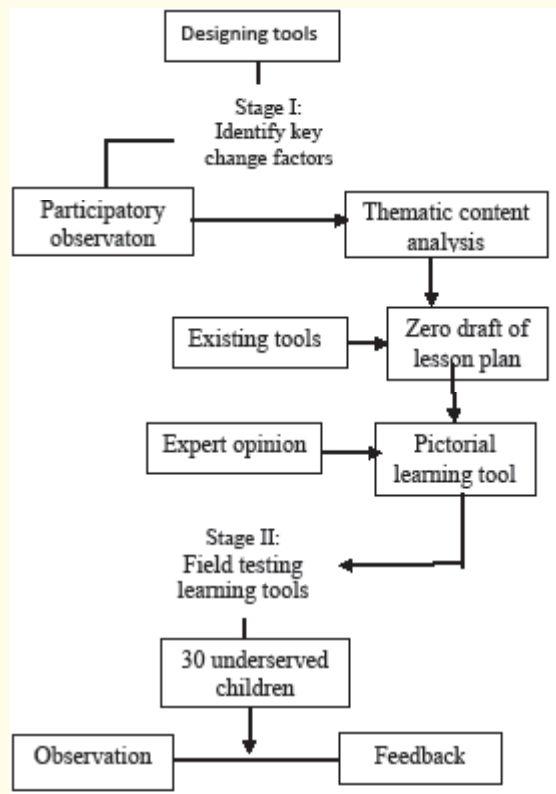 Designing tools
Stage I:
Identify key
change factors
Participatory
observaton
Thematic content
analysis
Existing tools
Zero draft of
lesson plan
Expert opinion
Pictorial
learning tool
Stage II:
Field testing
learning tools
30 underserved
children
Observation
Feedback